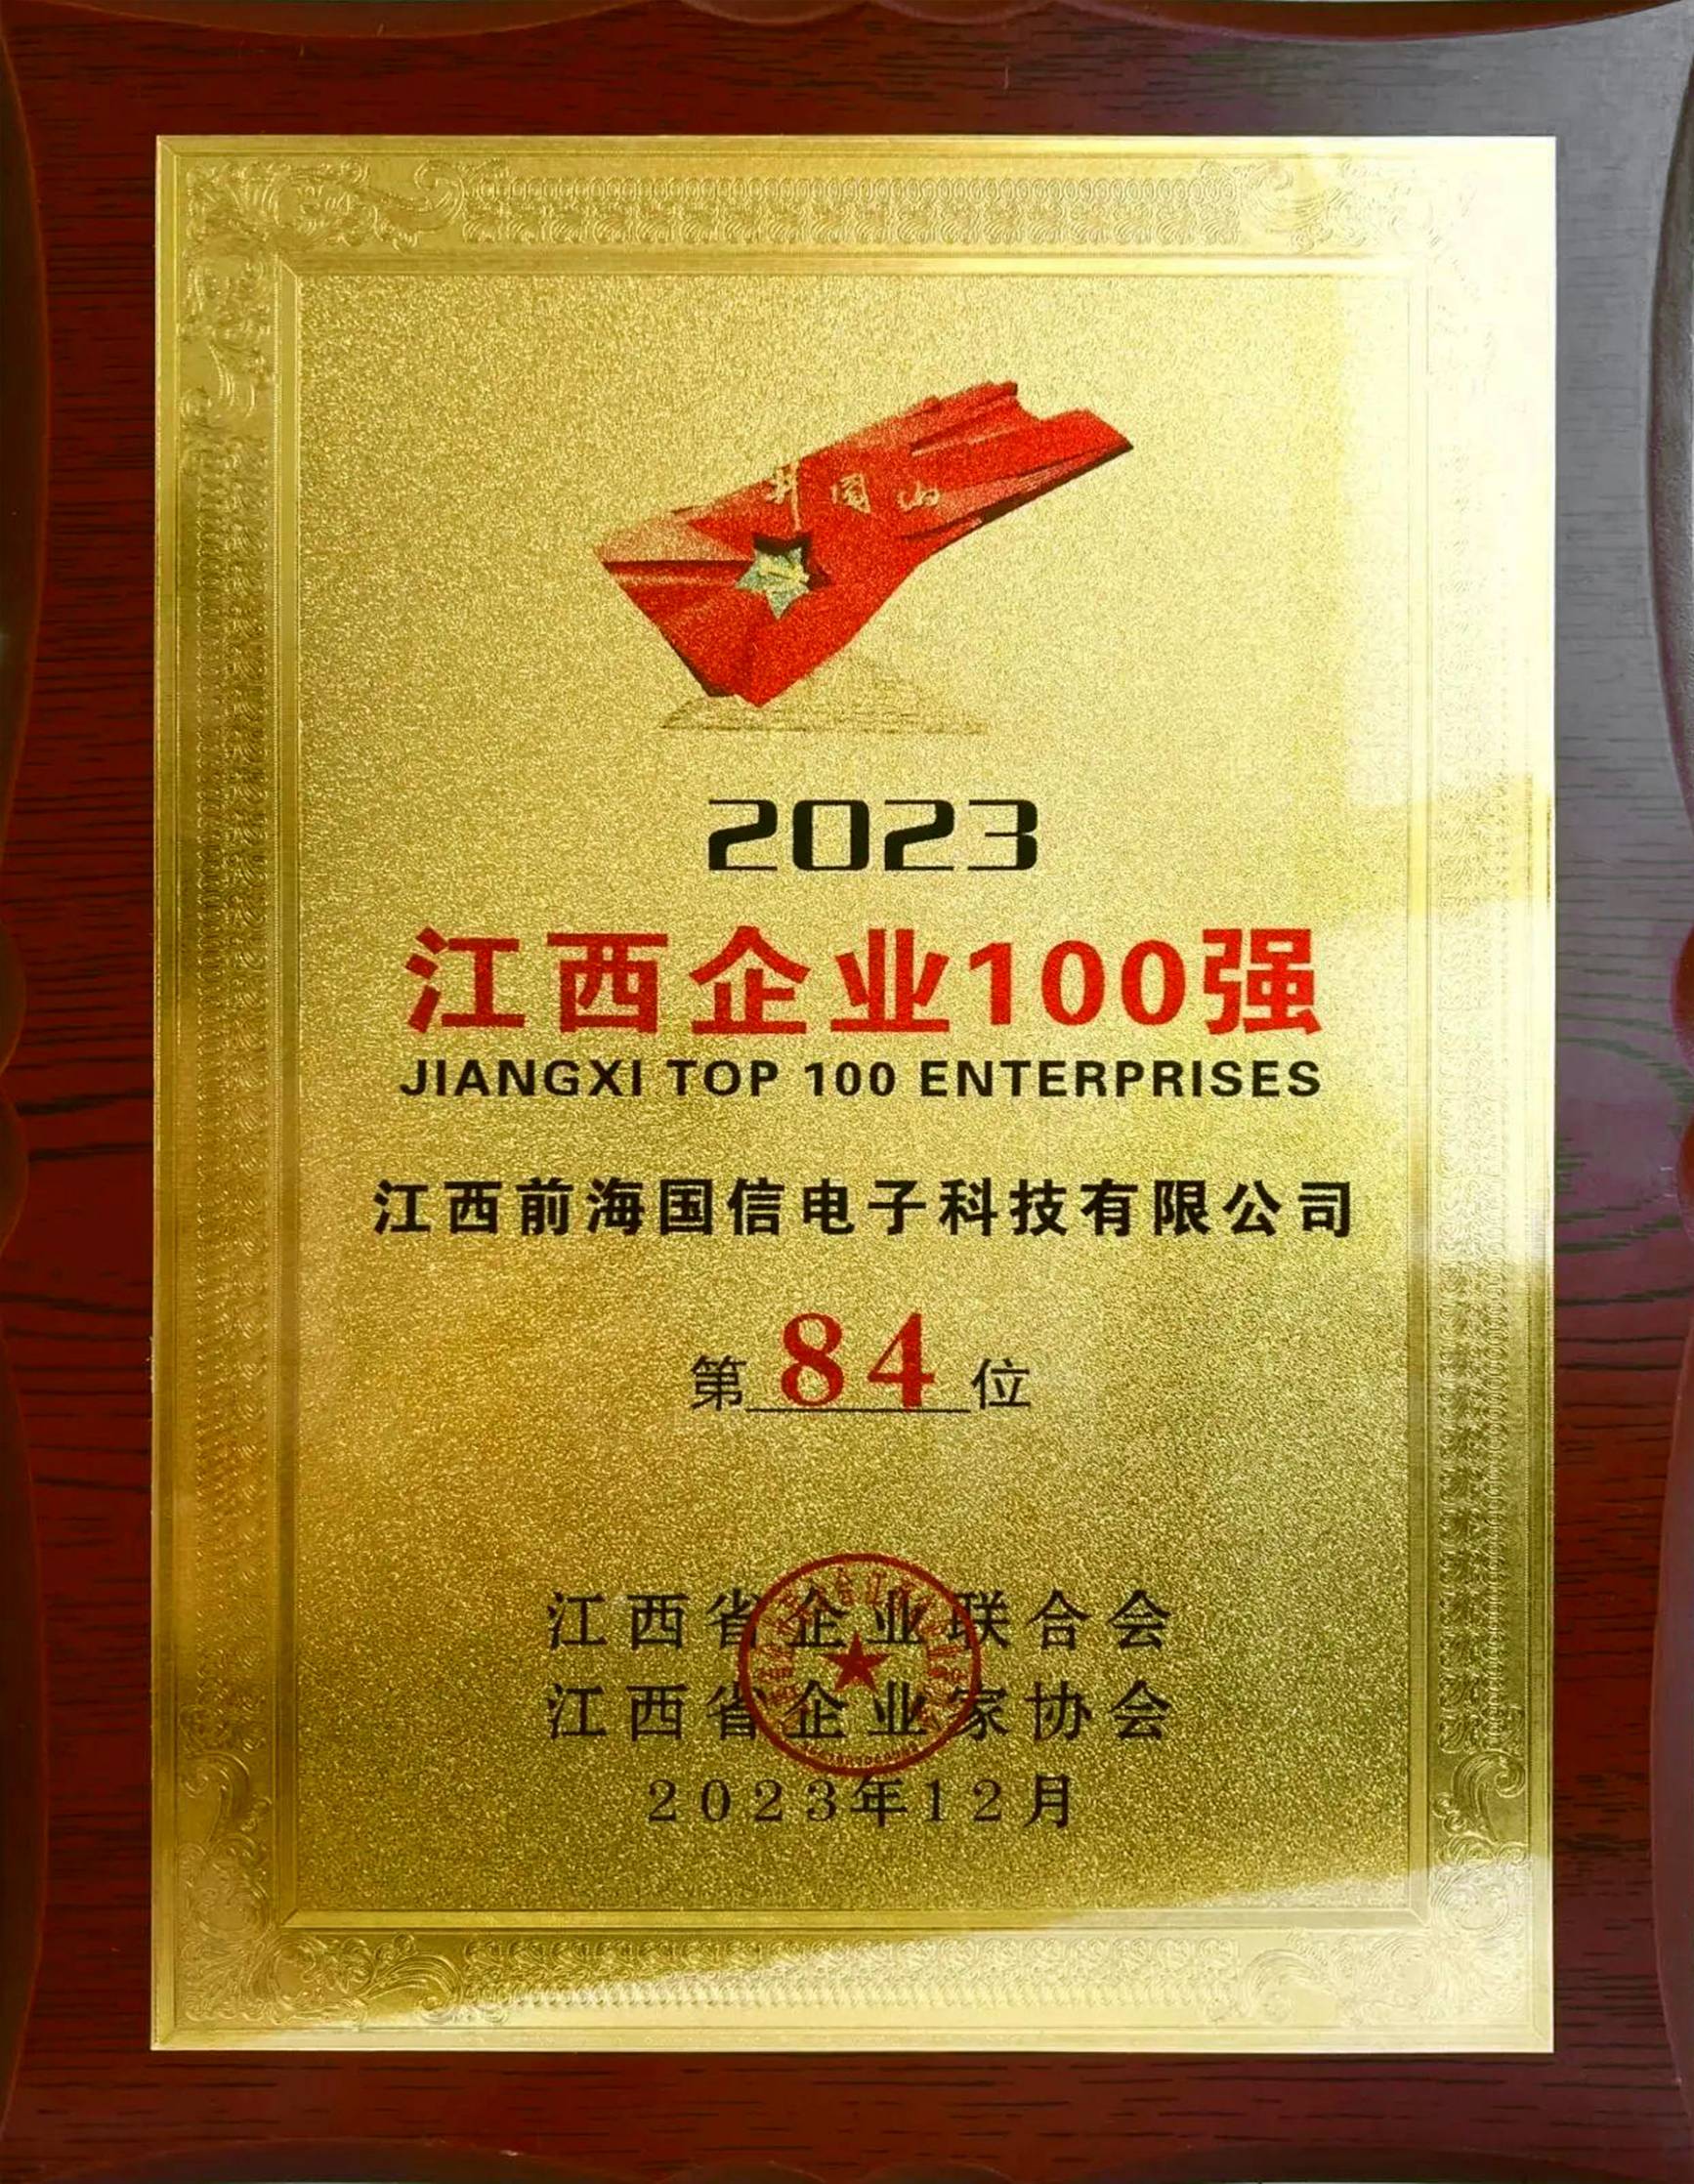 井冈山
2023
江西企业100强
JIANGXI TOP 100 ENTERPRISES
江西前海国信电子科技有限公司
第84位
江西省企业联合会
江西省企业家协会
2023年12月